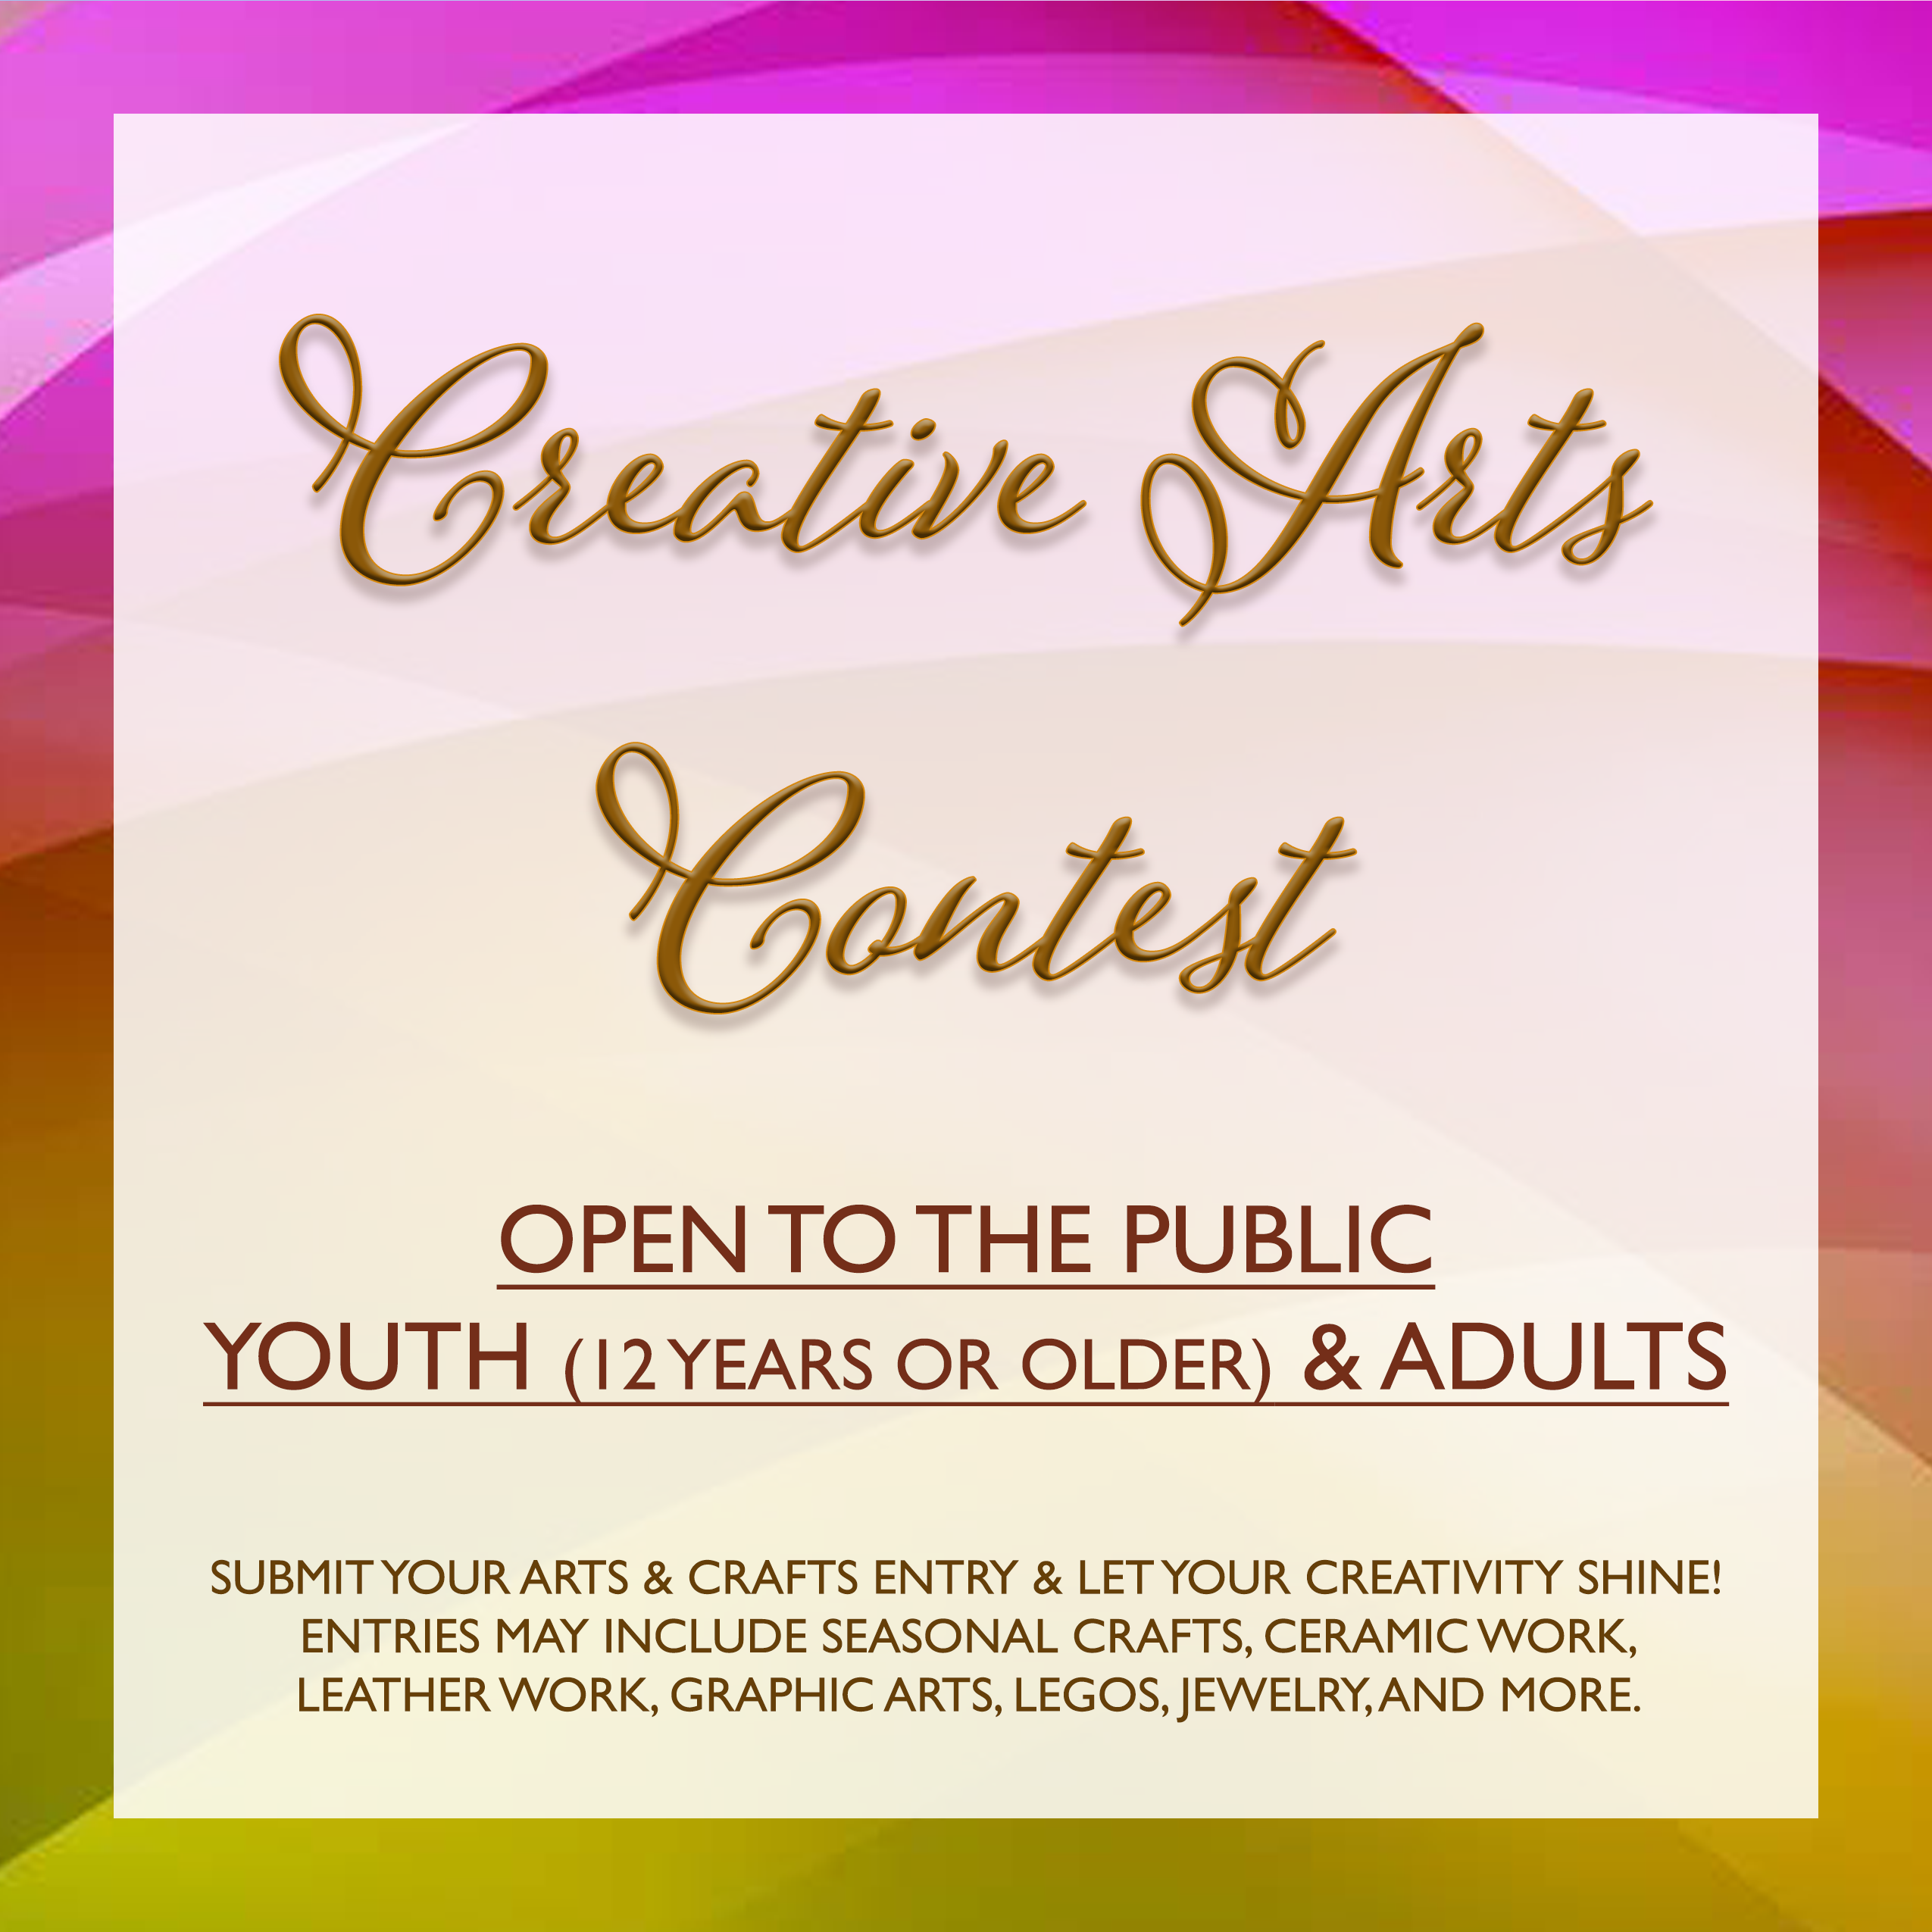 Creative Arts
Contest
OPEN TO THE PUBLIC
YOUTH (12 YEARS OR OLDER) & ADULTS
SUBMIT YOUR ARTS & CRAFTS ENTRY & LET YOUR CREATIVITY SHINE!
ENTRIES MAY INCLUDE SEASONAL CRAFTS, CERAMIC WORK,
LEATHER WORK, GRAPHIC ARTS, LEGOS, JEWELRY, AND MORE.